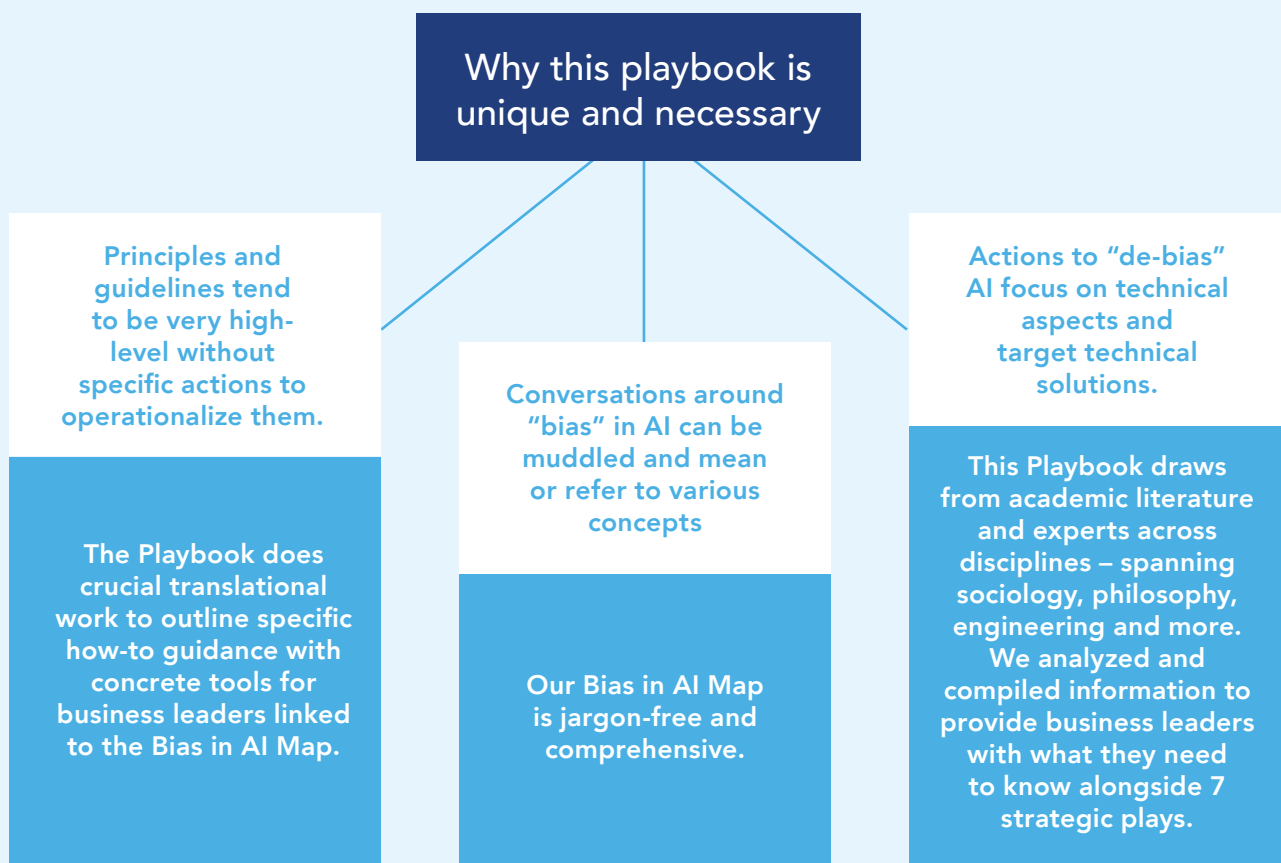 Why this playbook is
unique and necessary
Principles and
guidelines tend
to be very high-
level without
specific actions to
operationalize them.
The Playbook does
crucial translational
work to outline specific
how-to guidance with
concrete tools for
business leaders linked
to the Bias in AI Map.
Conversations around
“bias” in AI can be
muddled and mean
or refer to various
concepts
Our Bias in AI Map
is jargon-free and
comprehensive.
Actions to “de-bias”
AI focus on technical
aspects and
target technical
solutions.
This Playbook draws
from academic literature
and experts across
disciplines – spanning
sociology, philosophy,
engineering and more.
We analyzed and
compiled information to
provide business leaders
with what they need
to know alongside 7
strategic plays.